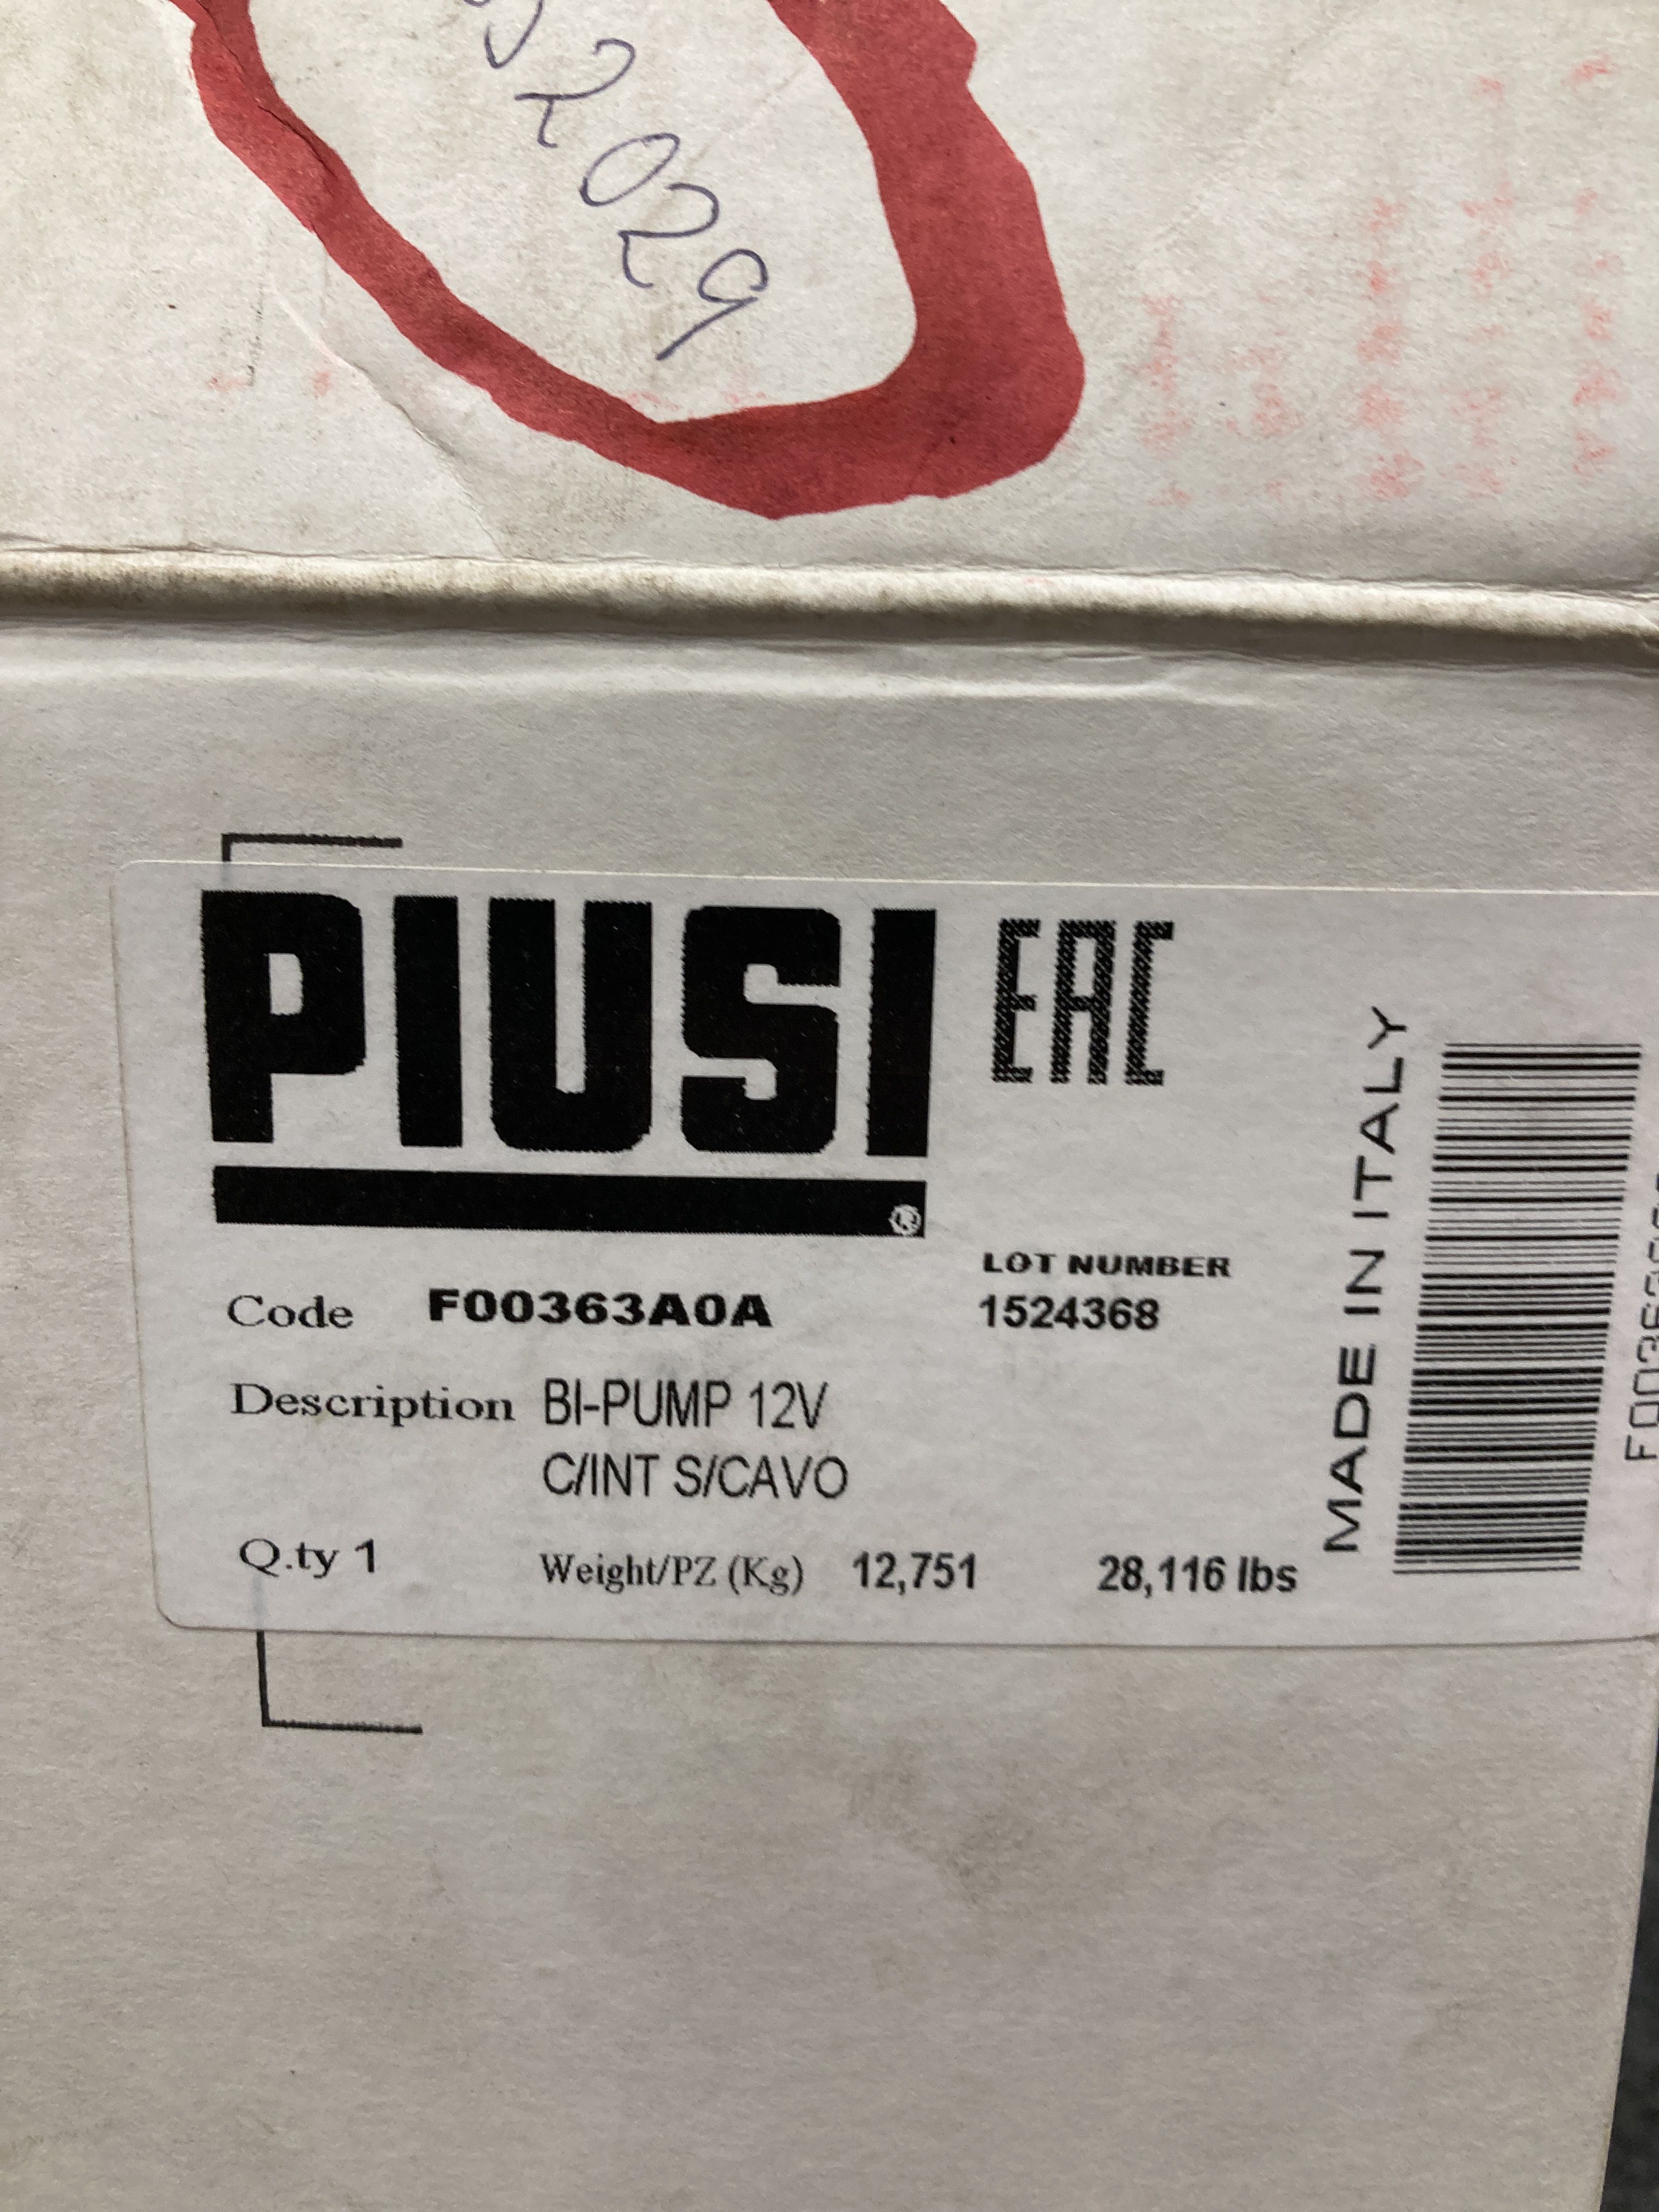 2029
PIUSI
EAC
LOT NUMBER
Code F00363A0A 1524368
Description BI-PUMP 12V
C/INT S/CAVO
Q.ty 1 Weight/PZ (Kg) 12,751 28,116 lbs
MADE IN ITALY